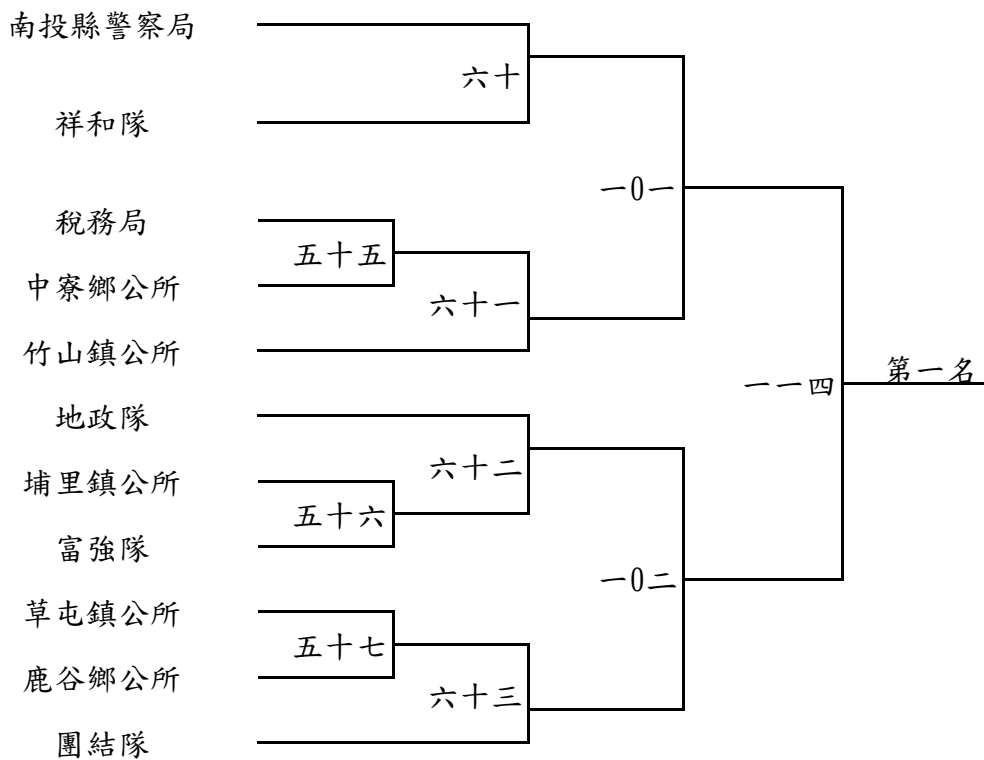 南投縣警察局
六十
祥和隊
一0一
稅務局
五十五
中寮鄉公所
六十一
竹山鎮公所
第一名
一一四
地政隊
六十二
埔里鎮公所
五十六
富強隊
一0二
草屯鎮公所
五十七
鹿谷鄉公所
六十三
團結隊